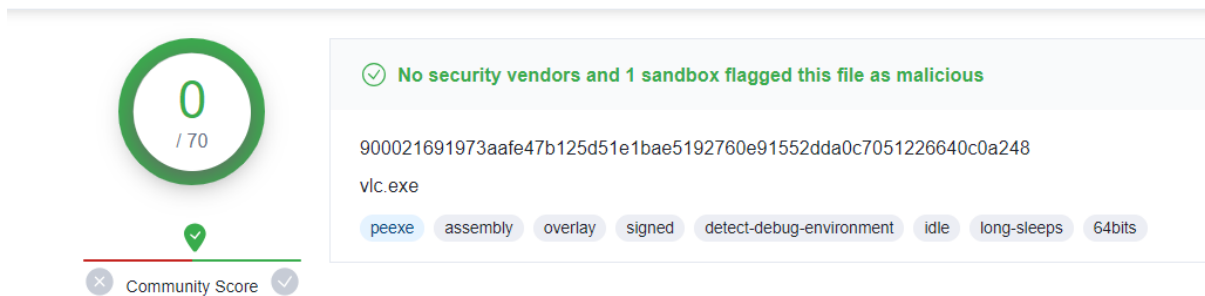 0
/ 70
Community Score
No security vendors and 1 sandbox flagged this file as malicious
900021691973aafe47b125d51e1bae5192760e91552dda0c7051226640c0a248
vlc.exe
peexe assembly overlay signed detect-debug-environment idle long-sleeps 64bits